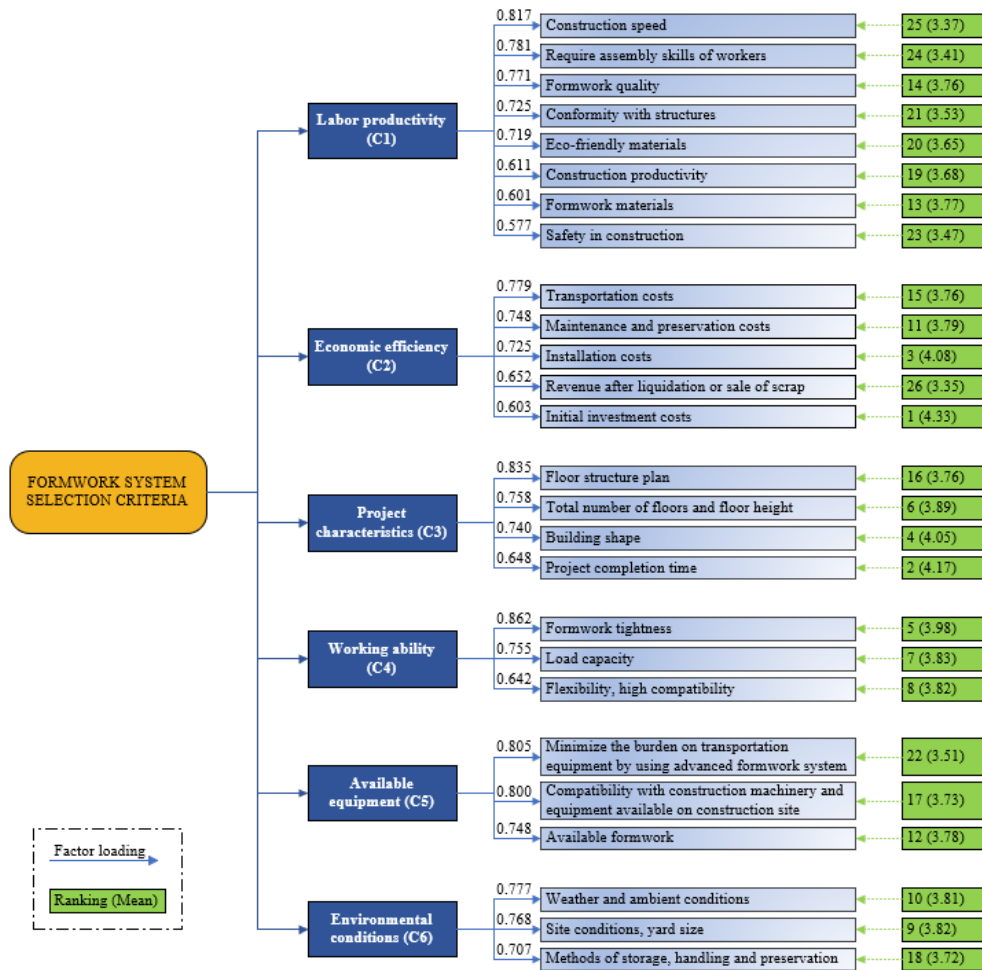 0.817 Construction speed 25 (3.37)
0.781 Require assembly skills of workers 24 (3.41)
0.771 Formwork quality 14 (3.76)
0.725 Conformity with structures 21 (3.53)
0.719 Eco-friendly materials 20 (3.65)
0.611 Construction productivity 19 (3.68)
0.601 Formwork materials 13 (3.77)
0.577 Safety in construction 23 (3.47)
Labor productivity
(C1)
0.779 Transportation costs 15 (3.76)
0.748 Maintenance and preservation costs 11 (3.79)
0.725 Installation costs 3 (4.08)
0.652 Revenue after liquidation or sale of scrap 26 (3.35)
0.603 Initial investment costs 1 (4.33)
Economic efficiency
(C2)
FORMWORK SYSTEM
SELECTION CRITERIA
0.835 Floor structure plan 16 (3.76)
0.758 Total number of floors and floor height 6 (3.89)
0.740 Building shape 4 (4.05)
0.648 Project completion time 2 (4.17)
Project
characteristics (C3)
0.862 Formwork tightness 5 (3.98)
0.755 Load capacity 7 (3.83)
0.642 Flexibility, high compatibility 8 (3.82)
Working ability
(C4)
0.805 Minimize the burden on transportation
equipment by using advanced formwork system 22 (3.51)
0.800 Compatibility with construction machinery and
equipment available on construction site 17 (3.73)
0.748 Available formwork 12 (3.78)
Available
equipment (C5)
0.777 Weather and ambient conditions 10 (3.81)
0.768 Site conditions, yard size 9 (3.82)
0.707 Methods of storage, handling and preservation 18 (3.72)
Environmental
conditions (C6)
Factor loading
Ranking (Mean)